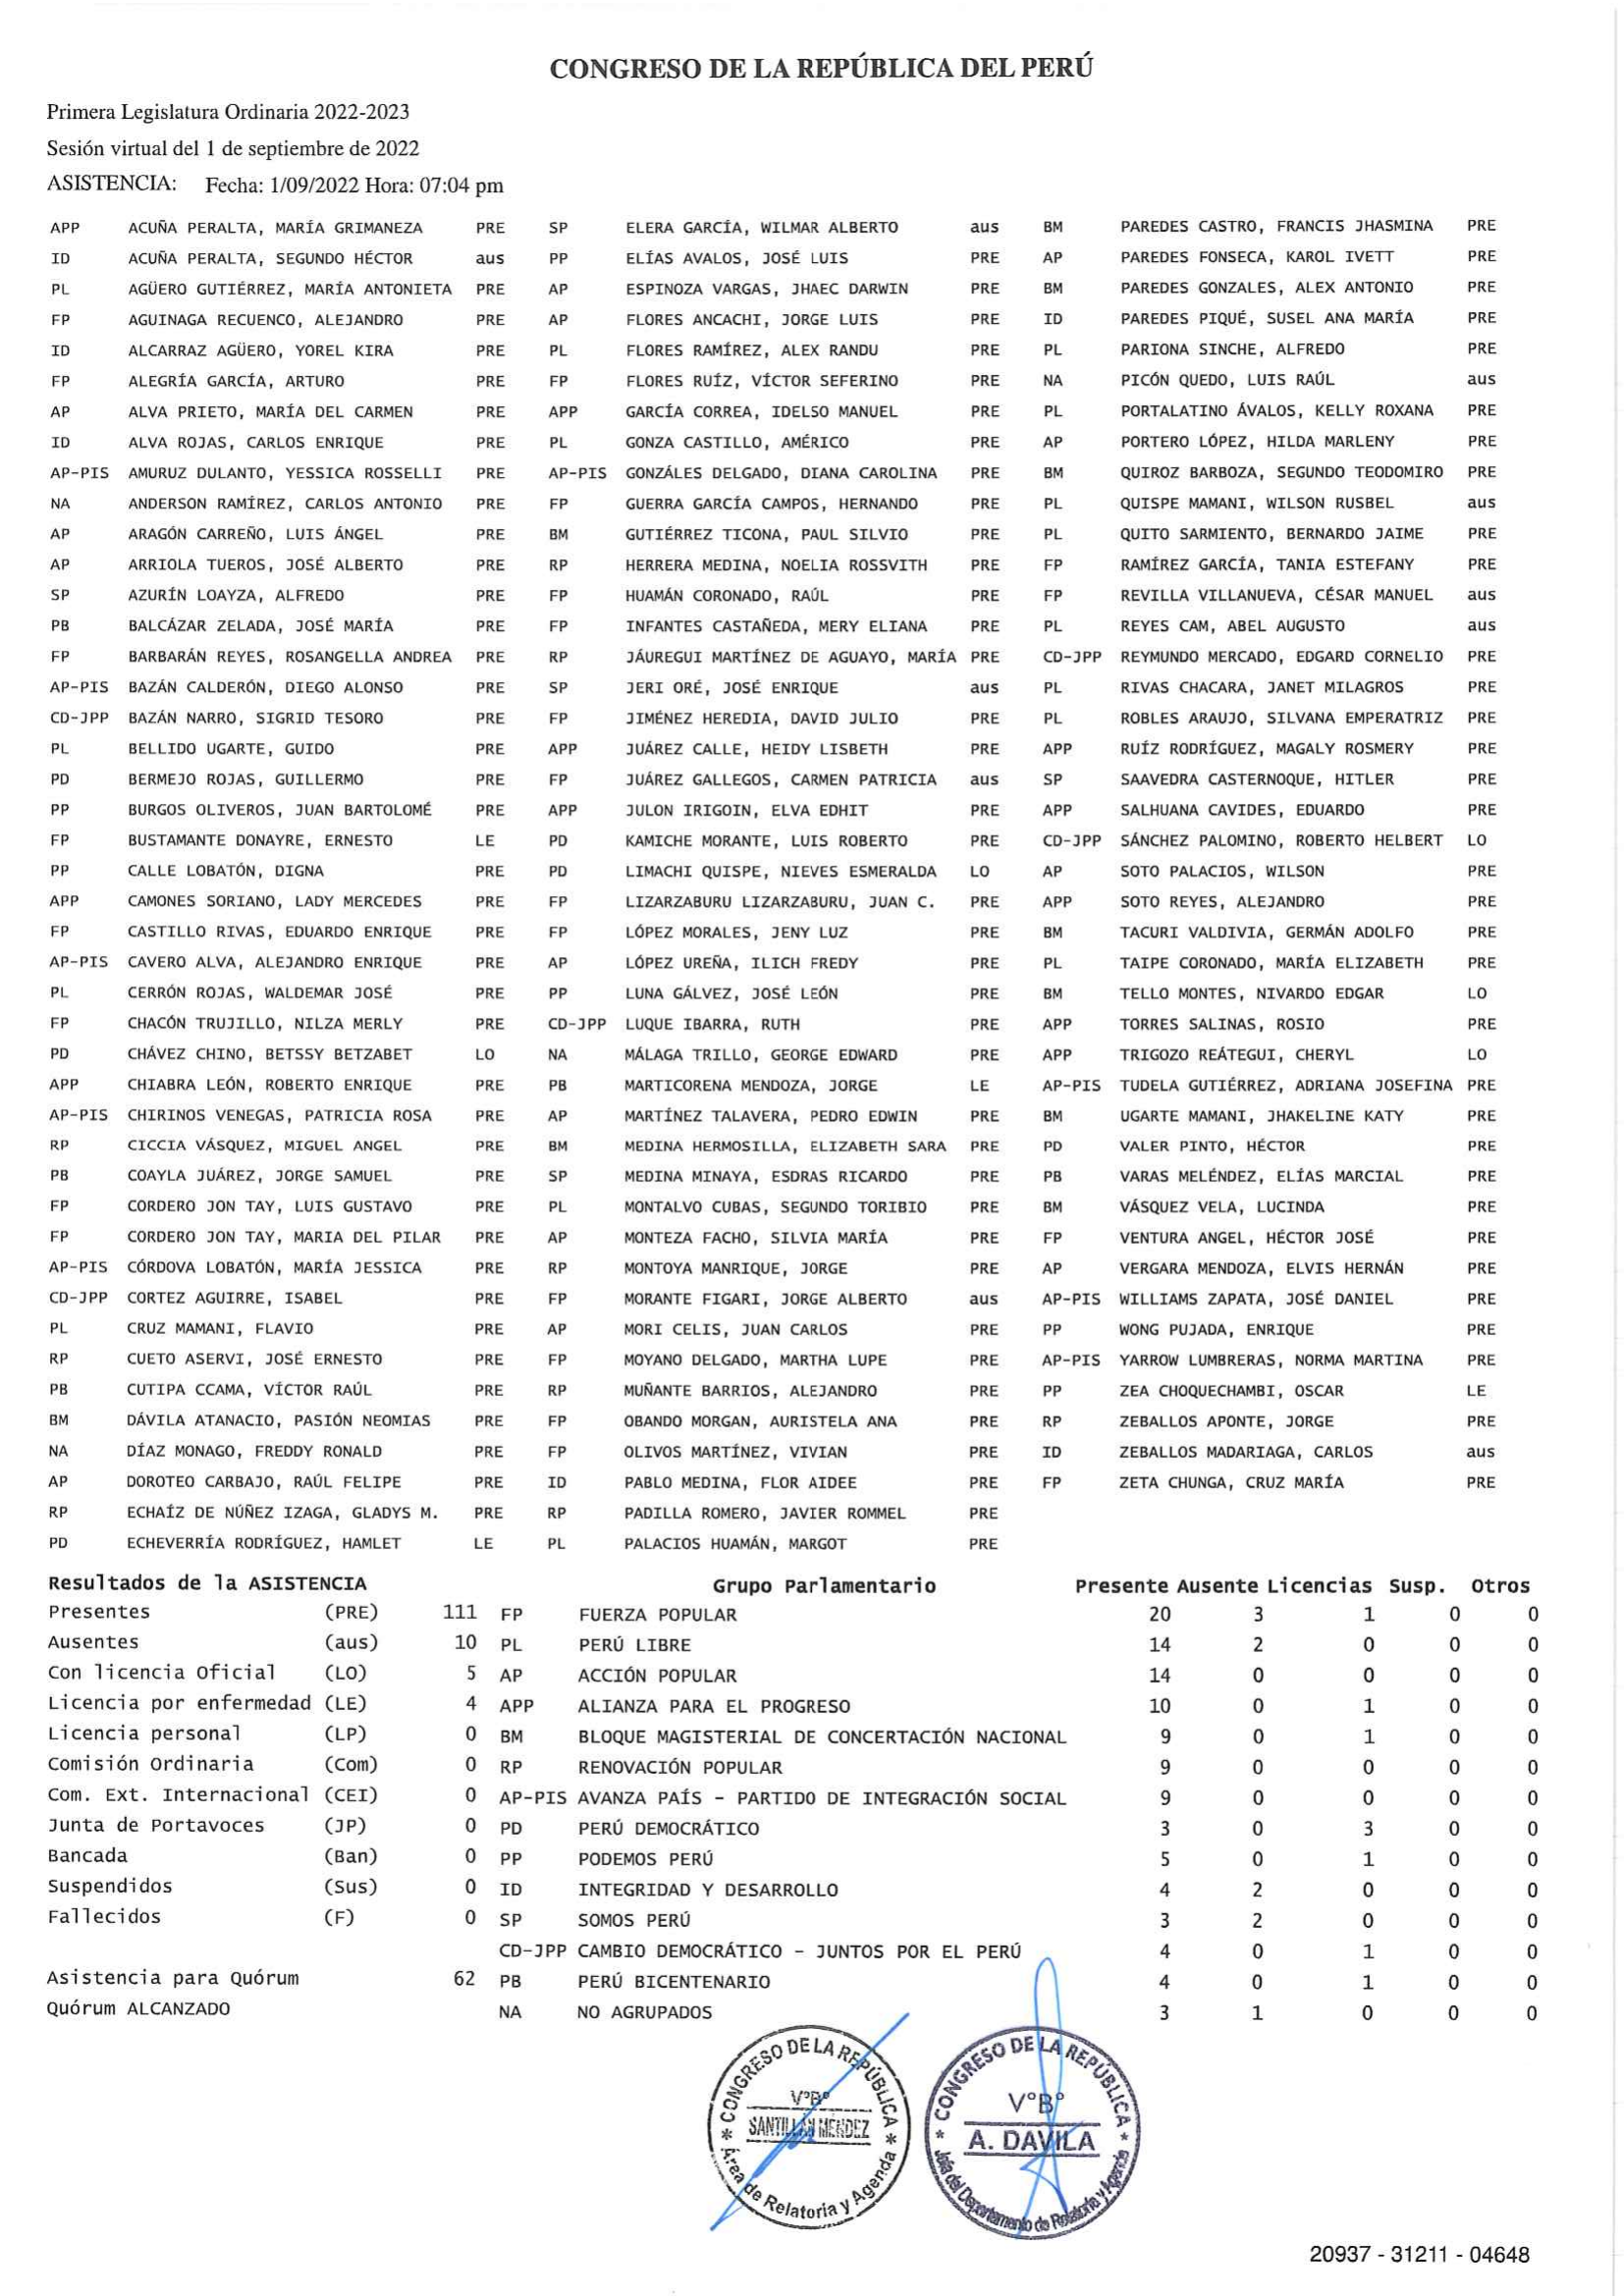 CONGRESO DE LA REPÚBLICA DEL PERÚ
Primera Legislatura Ordinaria 2022-2023
Sesión virtual del 1 de septiembre de 2022
ASISTENCIA: Fecha: 1/09/2022 Hora: 07:04 pm
APP ACUÑA PERALTA, MARÍA GRIMANEZA PRE SP ELERA GARCÍA, WILMAR ALBERTO aus BM PAREDES CASTRO, FRANCIS JHASMINA PRE
ID ACUÑA PERALTA, SEGUNDO HÉCTOR aus PP ELÍAS AVALOS, JOSÉ LUIS PRE AP PAREDES FONSECA, KAROL IVETT PRE
PL AGÜERO GUTIÉRREZ, MARÍA ANTONIETA PRE AP ESPINOZA VARGAS, JHAEC DARWIN PRE BM PAREDES GONZALES, ALEX ANTONIO PRE
FP AGUINAGA RECUENCO, ALEJANDRO PRE AP FLORES ANCACHI, JORGE LUIS PRE ID PAREDES PIQUÉ, SUSEL ANA MARÍA PRE
ID ALCARRAZ AGÜERO, YOREL KIRA PRE PL FLORES RAMÍREZ, ALEX RANDU PRE PL PARIONA SINCHE, ALFREDO PRE
FP ALEGRÍA GARCÍA, ARTURO PRE FP FLORES RUÍZ, VÍCTOR SEFERINO PRE NA PICÓN QUEDO, LUIS RAÚL aus
AP ALVA PRIETO, MARÍA DEL CARMEN PRE APP GARCÍA CORREA, IDELSO MANUEL PRE PL PORTALATINO ÁVALOS, KELLY ROXANA PRE
ID ALVA ROJAS, CARLOS ENRIQUE PRE PL GONZA CASTILLO, AMÉRICO PRE AP PORTERO LÓPEZ, HILDA MARLENY PRE
AP-PIS AMURUZ DULANTO, YESSICA ROSSELLI PRE AP-PIS GONZÁLES DELGADO, DIANA CAROLINA PRE BM QUIROZ BARBOZA, SEGUNDO TEODOMIRO PRE
NA ANDERSON RAMÍREZ, CARLOS ANTONIO PRE FP GUERRA GARCÍA CAMPOS, HERNANDO PRE PL QUISPE MAMANI, WILSON RUSBEL aus
AP ARAGÓN CARREÑO, LUIS ÁNGEL PRE BM GUTIÉRREZ TICONA, PAUL SILVIO PRE PL QUITO SARMIENTO, BERNARDO JAIME PRE
AP ARRIOLA TUEROS, JOSÉ ALBERTO PRE RP HERRERA MEDINA, NOELIA ROSSVITH PRE FP RAMÍREZ GARCÍA, TANIA ESTEFANY PRE
SP AZURÍN LOAYZA, ALFREDO PRE FP HUAMÁN CORONADO, RAÚL PRE FP REVILLA VILLANUEVA, CÉSAR MANUEL aus
PB BALCÁZAR ZELADA, JOSÉ MARÍA PRE FP INFANTES CASTAÑEDA, MERY ELIANA PRE PL REYES CAM, ABEL AUGUSTO aus
FP BARBARÁN REYES, ROSANGELLA ANDREA PRE RP JÁUREGUI MARTÍNEZ DE AGUAYO, MARÍA PRE CD-JPP REYMUNDO MERCADO, EDGARD CORNELIO PRE
AP-PIS BAZÁN CALDERÓN, DIEGO ALONSO PRE SP JERI ORÉ, JOSÉ ENRIQUE aus PL RIVAS CHACARA, JANET MILAGROS PRE
CD-JPP BAZÁN NARRO, SIGRID TESORO PRE FP JIMÉNEZ HEREDIA, DAVID JULIO PRE PL ROBLES ARAUJO, SILVANA EMPERATRIZ PRE
PL BELLIDO UGARTE, GUIDO PRE APP JUÁREZ CALLE, HEIDY LISBETH PRE APP RUÍZ RODRÍGUEZ, MAGALY ROSMERY PRE
PD BERMEJO ROJAS, GUILLERMO PRE FP JUÁREZ GALLEGOS, CARMEN PATRICIA aus SP SAAVEDRA CASTERNOQUE, HITLER PRE
PP BURGOS OLIVEROS, JUAN BARTOLOMÉ PRE APP JULON IRIGOIN, ELVA EDHIT PRE APP SALHUANA CAVIDES, EDUARDO PRE
FP BUSTAMANTE DONAYRE, ERNESTO LE PD KAMICHE MORANTE, LUIS ROBERTO PRE CD-JPP SÁNCHEZ PALOMINO, ROBERTO HELBERT LO
PP CALLE LOBATÓN, DIGNA PRE PD LIMACHI QUISPE, NIEVES ESMERALDA LO AP SOTO PALACIOS, WILSON PRE
APP CAMONES SORIANO, LADY MERCEDES PRE FP LIZARZABURU LIZARZABURU, JUAN C. PRE APP SOTO REYES, ALEJANDRO PRE
FP CASTILLO RIVAS, EDUARDO ENRIQUE PRE FP LÓPEZ MORALES, JENY LUZ PRE BM TACURI VALDIVIA, GERMÁN ADOLFO PRE
AP-PIS CAVERO ALVA, ALEJANDRO ENRIQUE PRE AP LÓPEZ UREÑA, ILICH FREDY PRE PL TAIPE CORONADO, MARÍA ELIZABETH PRE
PL CERRÓN ROJAS, WALDEMAR JOSÉ PRE PP LUNA GÁLVEZ, JOSÉ LEÓN PRE BM TELLO MONTES, NIVARDO EDGAR LO
FP CHACÓN TRUJILLO, NILZA MERLY PRE CD-JPP LUQUE IBARRA, RUTH PRE APP TORRES SALINAS, ROSIO PRE
PD CHÁVEZ CHINO, BETSSY BETZABET LO NA MÁLAGA TRILLO, GEORGE EDWARD PRE APP TRIGOZO REÁTEGUI, CHERYL LO
APP CHIABRA LEÓN, ROBERTO ENRIQUE PRE PB MARTICORENA MENDOZA, JORGE LE AP-PIS TUDELA GUTIÉRREZ, ADRIANA JOSEFINA PRE
AP-PIS CHIRINOS VENEGAS, PATRICIA ROSA PRE AP MARTÍNEZ TALAVERA, PEDRO EDWIN PRE BM UGARTE MAMANI, JHAKELINE KATY PRE
RP CICCIA VÁSQUEZ, MIGUEL ANGEL PRE BM MEDINA HERMOSILLA, ELIZABETH SARA PRE PD VALER PINTO, HÉCTOR PRE
PB COAYLA JUÁREZ, JORGE SAMUEL PRE SP MEDINA MINAYA, ESDRAS RICARDO PRE PB VARAS MELÉNDEZ, ELÍAS MARCIAL PRE
FP CORDERO JON TAY, LUIS GUSTAVO PRE PL MONTALVO CUBAS, SEGUNDO TORIBIO PRE BM VÁSQUEZ VELA, LUCINDA PRE
FP CORDERO JON TAY, MARIA DEL PILAR PRE AP MONTEZA FACHO, SILVIA MARÍA PRE FP VENTURA ANGEL, HÉCTOR JOSÉ PRE
AP-PIS CÓRDOVA LOBATÓN, MARÍA JESSICA PRE RP MONTOYA MANRIQUE, JORGE PRE AP VERGARA MENDOZA, ELVIS HERNÁN PRE
CD-JPP CORTEZ AGUIRRE, ISABEL PRE FP MORANTE FIGARI, JORGE ALBERTO aus AP-PIS WILLIAMS ZAPATA, JOSÉ DANIEL PRE
PL CRUZ MAMANI, FLAVIO PRE AP MORI CELIS, JUAN CARLOS PRE PP WONG PUJADA, ENRIQUE PRE
RP CUETO ASERVI, JOSÉ ERNESTO PRE FP MOYANO DELGADO, MARTHA LUPE PRE AP-PIS YARROW LUMBRERAS, NORMA MARTINA PRE
PB CUTIPA CCAMA, VÍCTOR RAÚL PRE RP MUÑANTE BARRIOS, ALEJANDRO PRE PP ZEA CHOQUECHAMBI, OSCAR LE
BM DÁVILA ATANACIO, PASIÓN NEOMIAS PRE FP OBANDO MORGAN, AURISTELA ANA PRE RP ZEBALLOS APONTE, JORGE PRE
NA DÍAZ MONAGO, FREDDY RONALD PRE FP OLIVOS MARTÍNEZ, VIVIAN PRE ID ZEBALLOS MADARIAGA, CARLOS aus
AP DOROTEO CARBAJO, RAÚL FELIPE PRE ID PABLO MEDINA, FLOR AIDEE PRE FP ZETA CHUNGA, CRUZ MARÍA PRE
RP ECHAÍZ DE NÚÑEZ IZAGA, GLADYS M. PRE RP PADILLA ROMERO, JAVIER ROMMEL PRE
PD ECHEVERRÍA RODRÍGUEZ, HAMLET LE PL PALACIOS HUAMÁN, MARGOT PRE
Resultados de la ASISTENCIA Grupo Parlamentario Presente Ausente Licencias Susp. Otros
Presentes (PRE) 111 FP FUERZA POPULAR 20 3 1 0 0
Ausentes (aus) 10 PL PERÚ LIBRE 14 2 0 0 0
Con licencia Oficial (LO) 5 AP ACCIÓN POPULAR 14 0 0 0 0
Licencia por enfermedad (LE) 4 APP ALIANZA PARA EL PROGRESO 10 0 1 0 0
Licencia personal (LP) 0 BM BLOQUE MAGISTERIAL DE CONCERTACIÓN NACIONAL 9 0 1 0 0
Comisión Ordinaria (Com) 0 RP RENOVACIÓN POPULAR 9 0 0 0 0
Com. Ext. Internacional (CEI) 0 AP-PIS AVANZA PAÍS - PARTIDO DE INTEGRACIÓN SOCIAL 9 0 0 0 0
Junta de Portavoces (JP) 0 PD PERÚ DEMOCRÁTICO 3 0 3 0 0
Bancada (Ban) 0 PP PODEMOS PERÚ 5 0 1 0 0
Suspendidos (Sus) 0 ID INTEGRIDAD Y DESARROLLO 4 2 0 0 0
Fallecidos (F) 0 SP SOMOS PERÚ 3 2 0 0 0
CD-JPP CAMBIO DEMOCRÁTICO - JUNTOS POR EL PERÚ 4 0 1 0 0
Asistencia para Quórum 62 PB PERÚ BICENTENARIO 4 0 1 0 0
Quórum ALCANZADO NA NO AGRUPADOS 3 1 0 0 0
* CONGRESO DE LA REPÚBLICA *
V°B°
SANTILLÁN MÉNDEZ
Área de Relatoria y Agenda
* CONGRESO DE LA REPÚBLICA *
V°B°
A. DAVILA
Jefa del Departamento de Relatoría y Agenda
20937 - 31211 - 04648